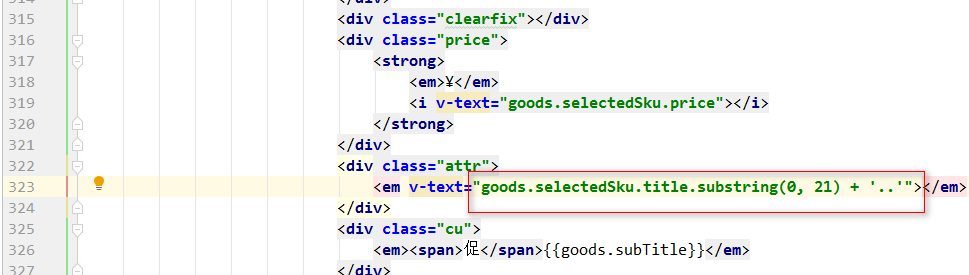 314 </div>
315 <div class="clearfix"></div>
316 <div class="price">
317 <strong>
318 <em>¥</em>
319 <i v-text="goods.selectedSku.price"></i>
320 </strong>
321 </div>
322 <div class="attr">
323 <em v-text="goods.selectedSku.title.substring(0, 21) + '..'"></em>
324 </div>
325 <div class="cu">
326 <em><span>促</span>{{goods.subTitle}}</em>
327 </div>